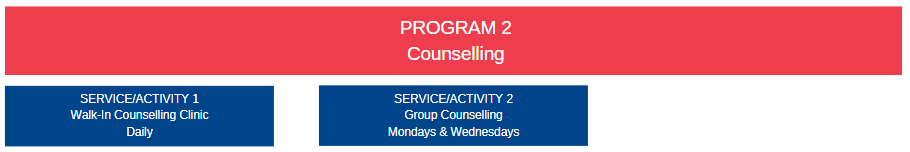 PROGRAM 2
Counselling
SERVICE/ACTIVITY 1
Walk-In Counselling Clinic
Daily
SERVICE/ACTIVITY 2
Group Counselling
Mondays & Wednesdays